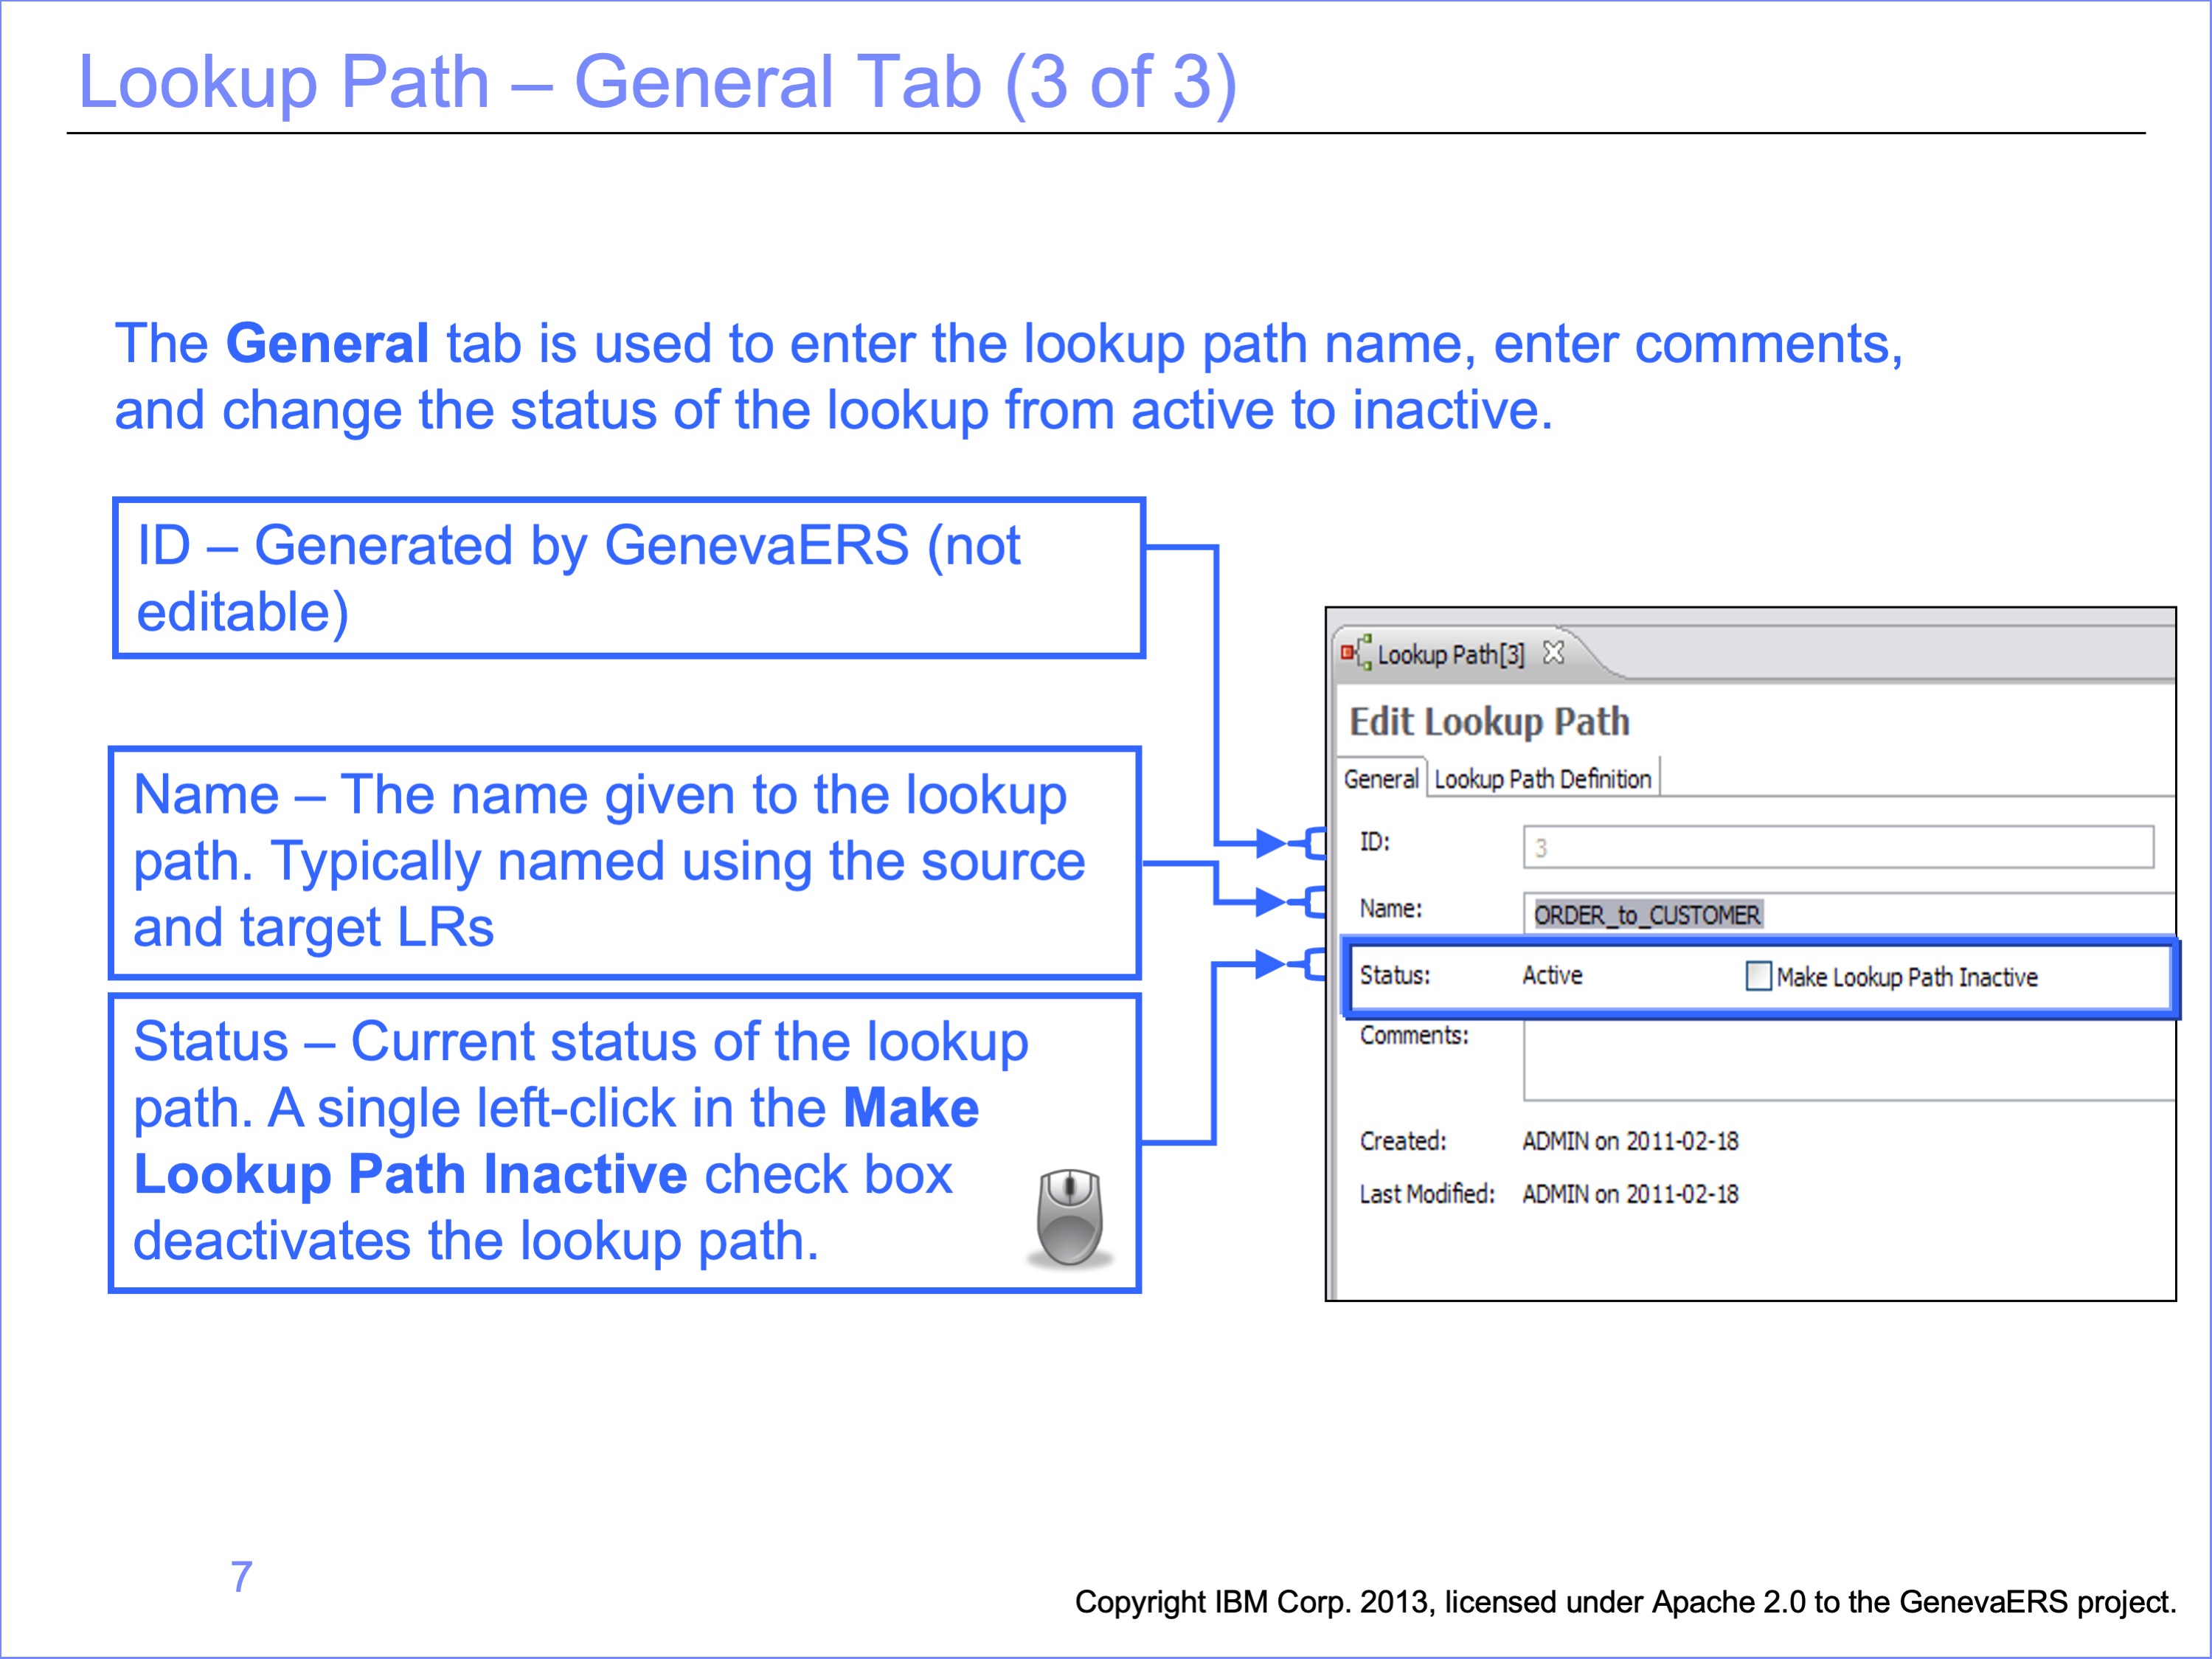 Lookup Path – General Tab (3 of 3)
The General tab is used to enter the lookup path name, enter comments,
and change the status of the lookup from active to inactive.
ID – Generated by GenevaERS (not
editable)
Name – The name given to the lookup
path. Typically named using the source
and target LRs
Status – Current status of the lookup
path. A single left-click in the Make
Lookup Path Inactive check box
deactivates the lookup path.
Lookup Path[3]
Edit Lookup Path
General Lookup Path Definition
ID: 3
Name: ORDER_to_CUSTOMER
Status: Active Make Lookup Path Inactive
Comments:
Created: ADMIN on 2011-02-18
Last Modified: ADMIN on 2011-02-18
7
Copyright IBM Corp. 2013, licensed under Apache 2.0 to the GenevaERS project.